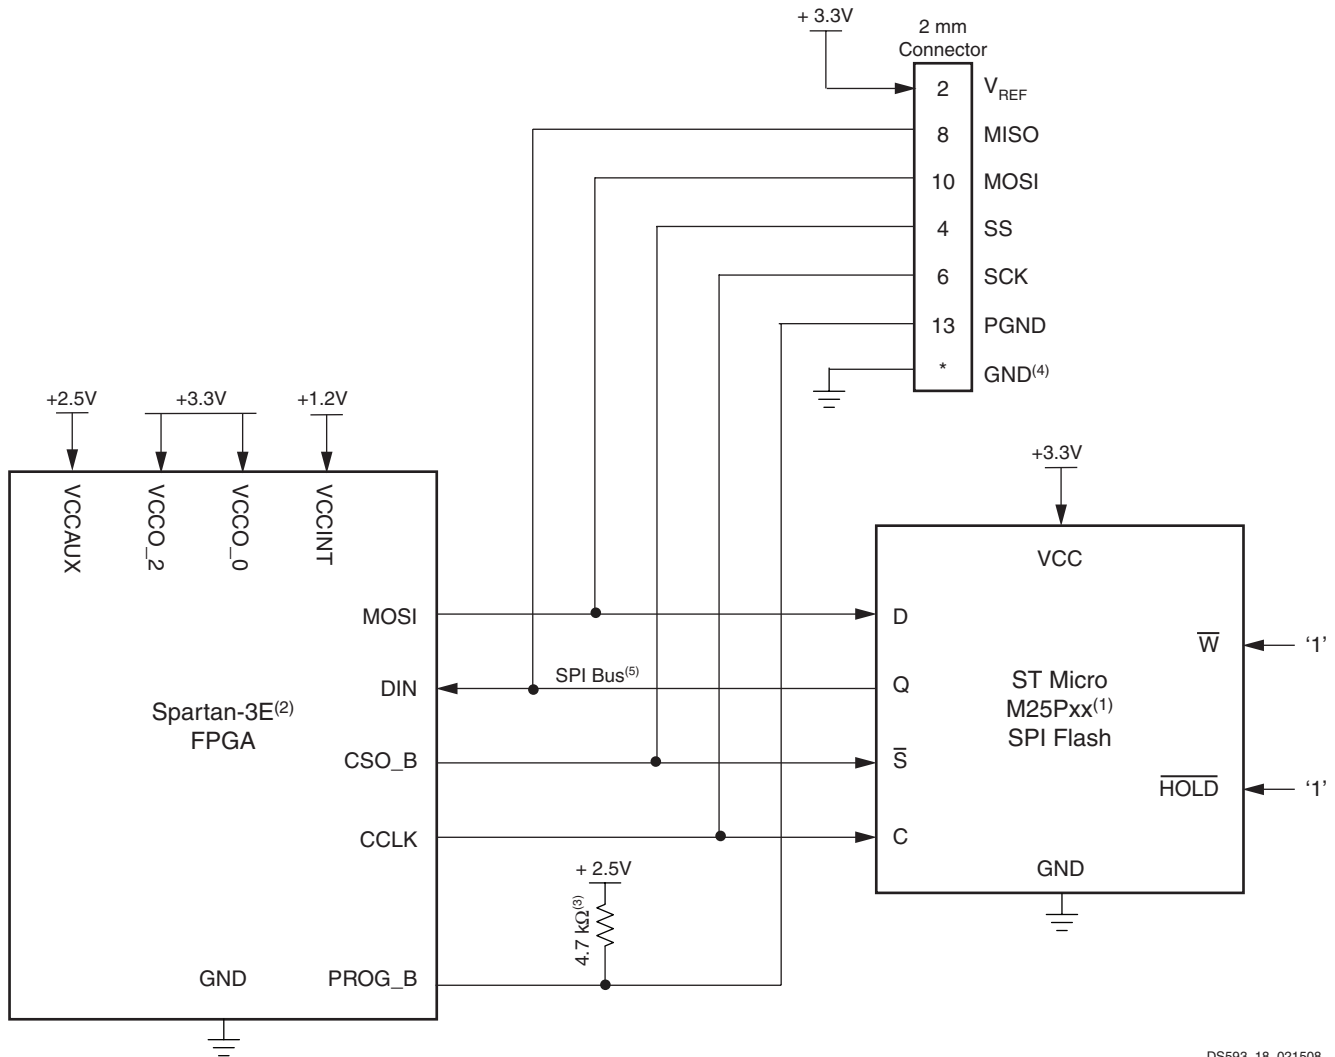 + 3.3V
2 mm
Connector
2 VREF
8 MISO
10 MOSI
4 SS
6 SCK
13 PGND
* GND(4)
+2.5V
+3.3V
+1.2V
VCCAUX
VCCO_2
VCCO_0
VCCINT
MOSI
DIN
CSO_B
CCLK
PROG_B
GND
Spartan-3E(2)
FPGA
SPI Bus(5)
+ 2.5V
4.7 kΩ(3)
+3.3V
VCC
D
Q
S̅
C
W̅
'1'
H̅O̅L̅D̅
'1'
ST Micro
M25Pxx(1)
SPI Flash
GND
DS593_18_021508